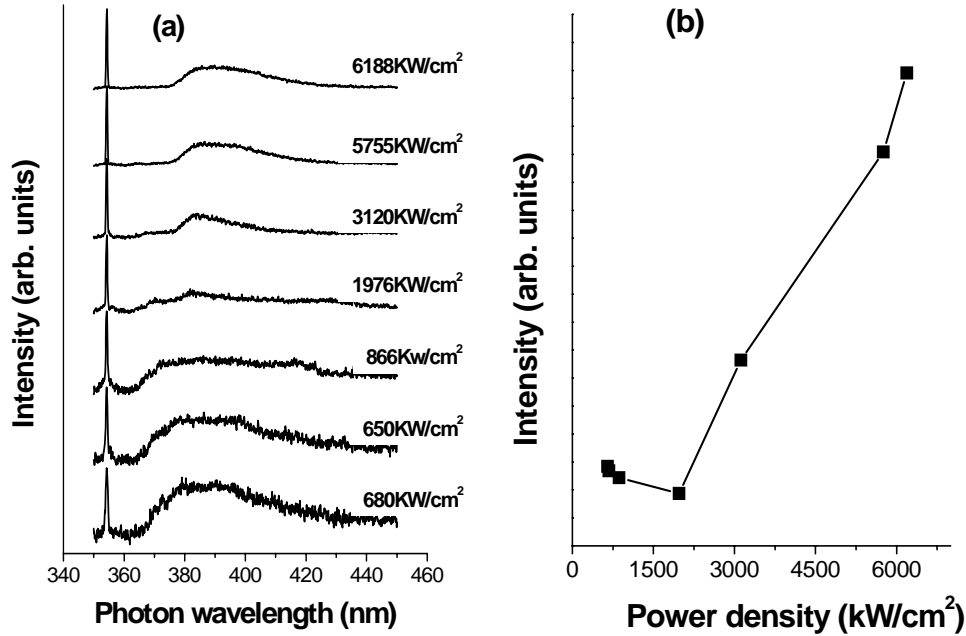 (a)
6188KW/cm²
5755KW/cm²
3120KW/cm²
1976KW/cm²
866Kw/cm²
650KW/cm²
680KW/cm²
Intensity (arb. units)
340 360 380 400 420 440 460
Photon wavelength (nm)
(b)
Intensity (arb. units)
0 1500 3000 4500 6000
Power density (kW/cm²)